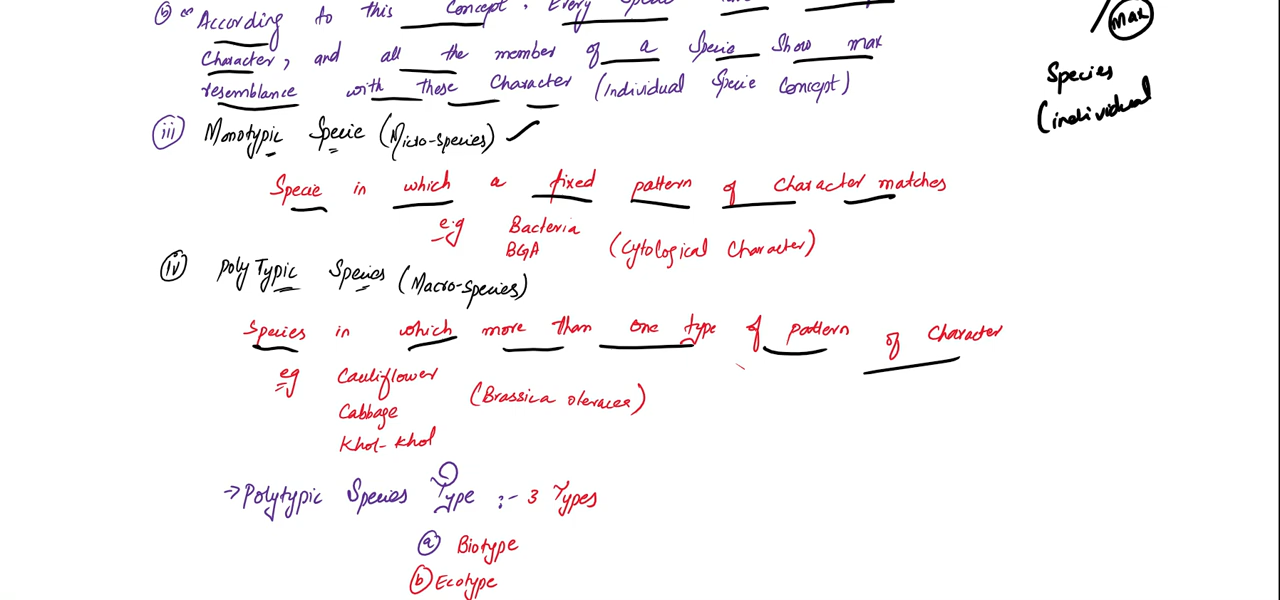 According to this Concept, Every
Character, and all the member of a Specie Show max
resemblance with these Character (Individual Specie Concept)
(iii) Monotypic Specie (Micro-Species) ✓
Specie in which a fixed pattern of Character matches
e.g Bacteria
BGA (Cytological Character)
(iv) Poly Typic Species (Macro-Species)
Species in which more than one type of pattern of Character
eg Cauliflower
Cabbage (Brassica oleracea)
Khol-Khol
→ Polytypic Species Type :- 3 Types
(a) Biotype
(b) Ecotype
max
Species
(individual